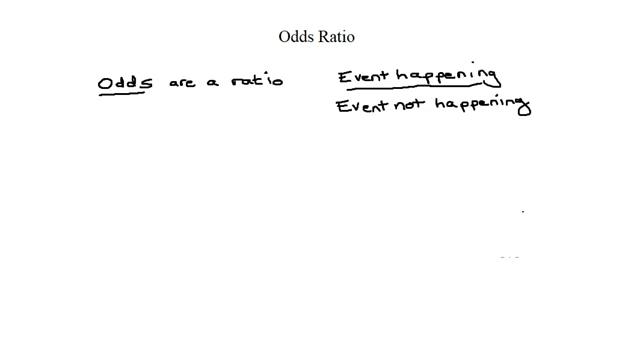 Odds Ratio
Odds are a ratio
Event happening
Event not happening